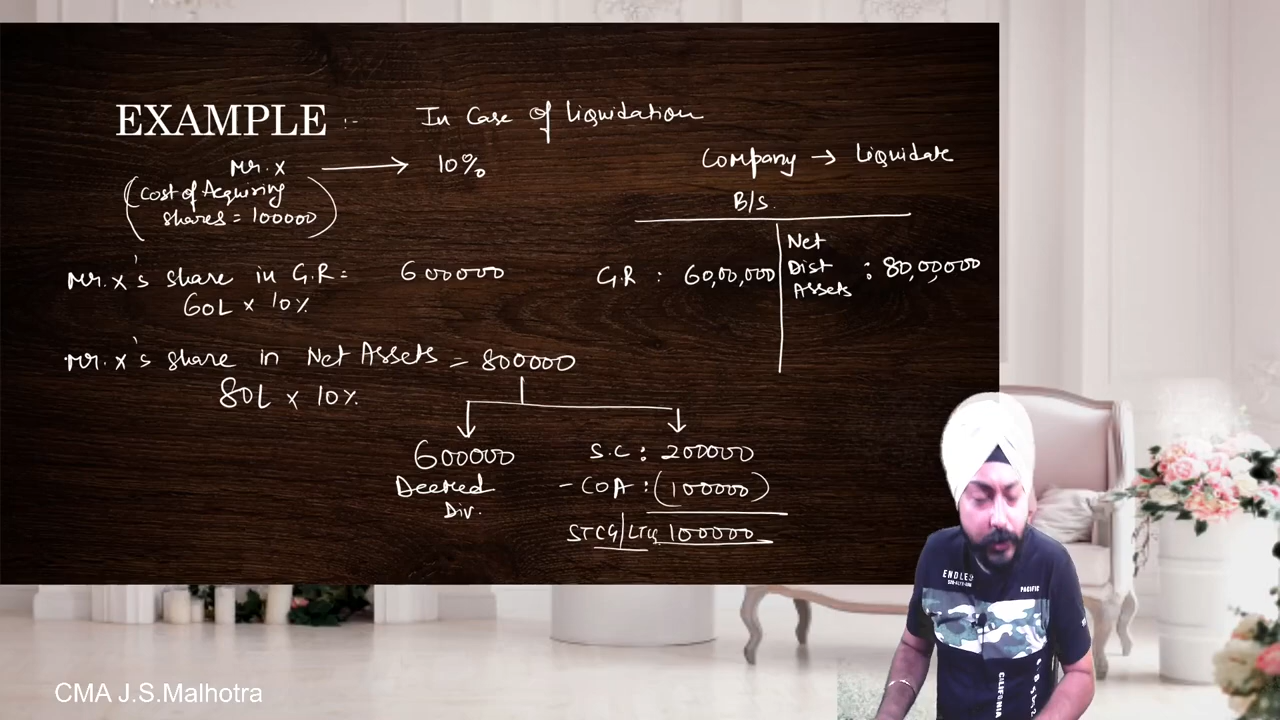 EXAMPLE :- In Case of Liquidation
Mr. X → 10%
(Cost of Acquiring
shares = 100000)
Company → Liquidate
B/S.
G.R : 60,00,000
Net
Dist
Assets : 80,00,000
Mr. X's share in G.R = 600000
60L x 10%
Mr. X's share in Net Assets = 800000
80L x 10%
600000
Deemed
Div.
S.C : 200000
- COA : (100000)
STCG/LTCG 100000
ENDLESS
PACIFIC
CMA J.S.Malhotra